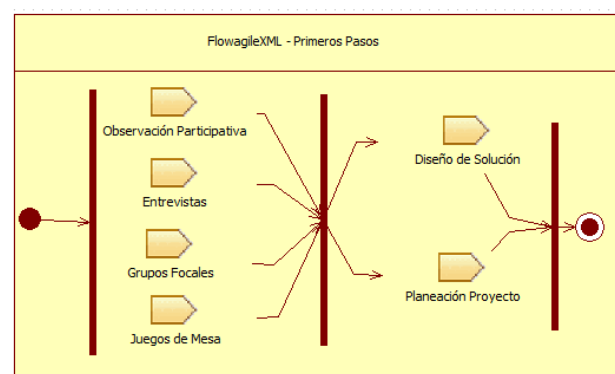 FlowagileXML - Primeros Pasos
Observación Participativa
Entrevistas
Grupos Focales
Juegos de Mesa
Diseño de Solución
Planeación Proyecto